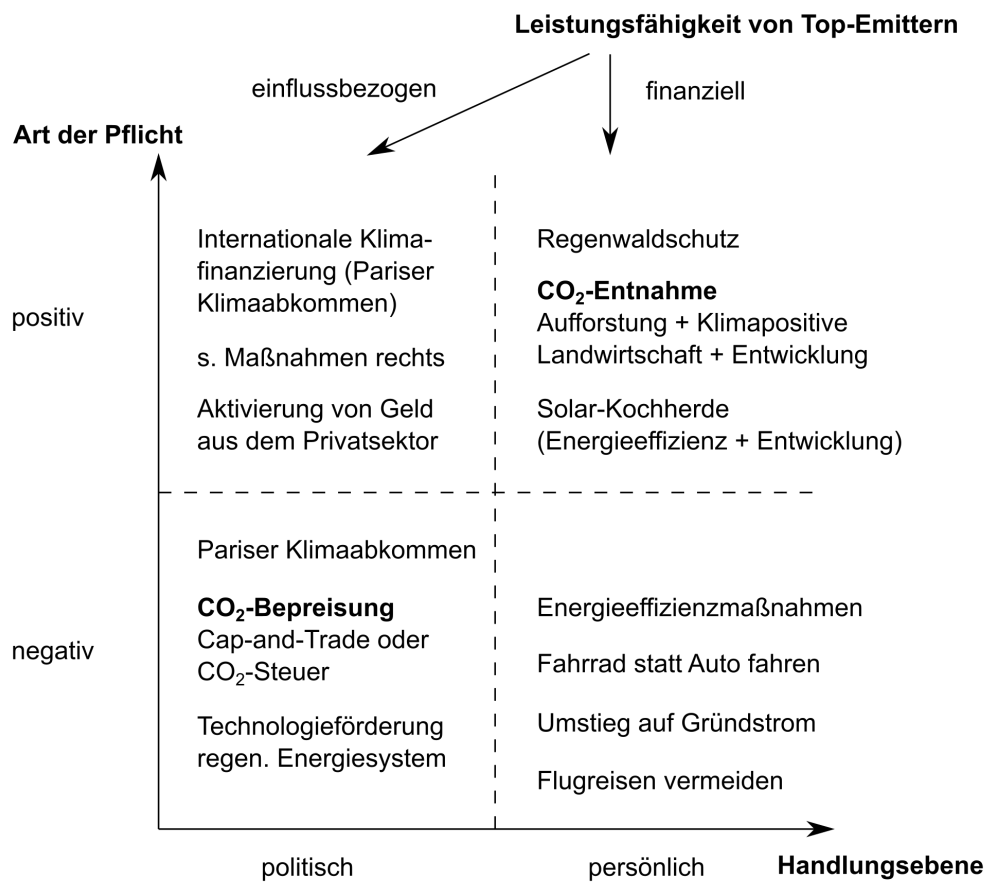 Leistungsfähigkeit von Top-Emittern
einflussbezogen
finanziell
Art der Pflicht
positiv
Internationale Klima-
finanzierung (Pariser
Klimaabkommen)
s. Maßnahmen rechts
Aktivierung von Geld
aus dem Privatsektor
Regenwaldschutz
CO₂-Entnahme
Aufforstung + Klimapositive
Landwirtschaft + Entwicklung
Solar-Kochherde
(Energieeffizienz + Entwicklung)
negativ
Pariser Klimaabkommen
CO₂-Bepreisung
Cap-and-Trade oder
CO₂-Steuer
Technologieförderung
regen. Energiesystem
Energieeffizienzmaßnahmen
Fahrrad statt Auto fahren
Umstieg auf Gründstrom
Flugreisen vermeiden
politisch
persönlich
Handlungsebene